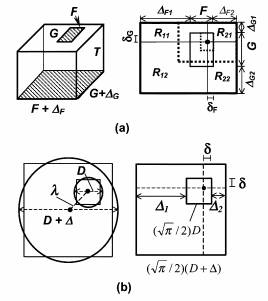 F
G
T
G+Δ_G
F + Δ_F
Δ_F1 F Δ_F2
Δ_G1
G
Δ_G2
δ_G
R_11 R_21
R_12 R_22
δ_F
(a)
D
λ
D + Δ
δ
δ
Δ_1 Δ_2
(√π / 2)D
(√π / 2)(D + Δ)
(b)